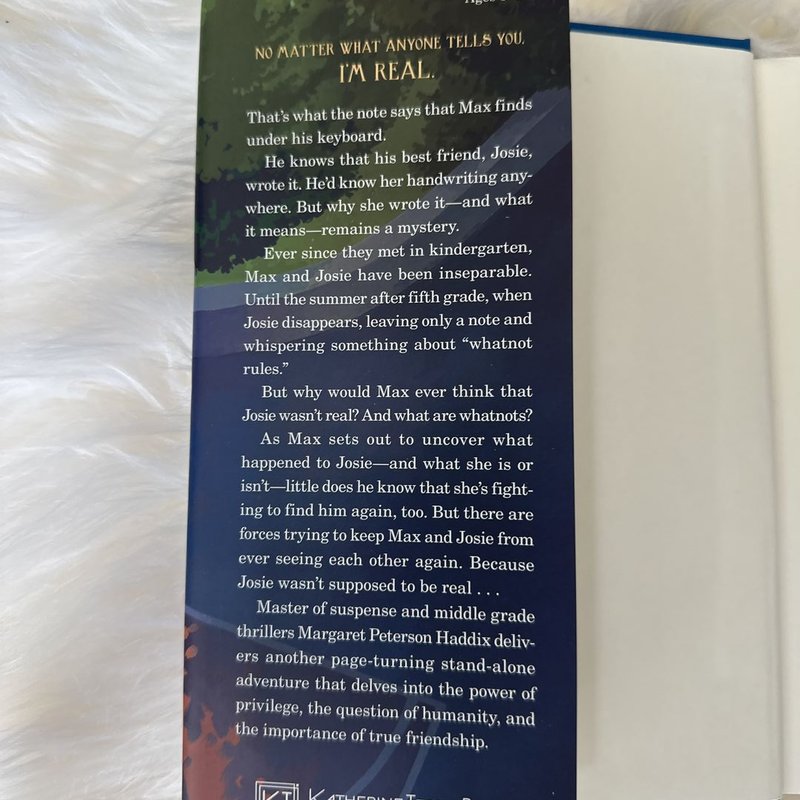 Ages
NO MATTER WHAT ANYONE TELLS YOU,
I'M REAL.
That's what the note says that Max finds
under his keyboard.
He knows that his best friend, Josie,
wrote it. He'd know her handwriting any-
where. But why she wrote it—and what
it means—remains a mystery.
Ever since they met in kindergarten,
Max and Josie have been inseparable.
Until the summer after fifth grade, when
Josie disappears, leaving only a note and
whispering something about “whatnot
rules.”
But why would Max ever think that
Josie wasn't real? And what are whatnots?
As Max sets out to uncover what
happened to Josie—and what she is or
isn't—little does he know that she's fight-
ing to find him again, too. But there are
forces trying to keep Max and Josie from
ever seeing each other again. Because
Josie wasn't supposed to be real . . .
Master of suspense and middle grade
thrillers Margaret Peterson Haddix deliv-
ers another page-turning stand-alone
adventure that delves into the power of
privilege, the question of humanity, and
the importance of true friendship.
KT KATHERINE